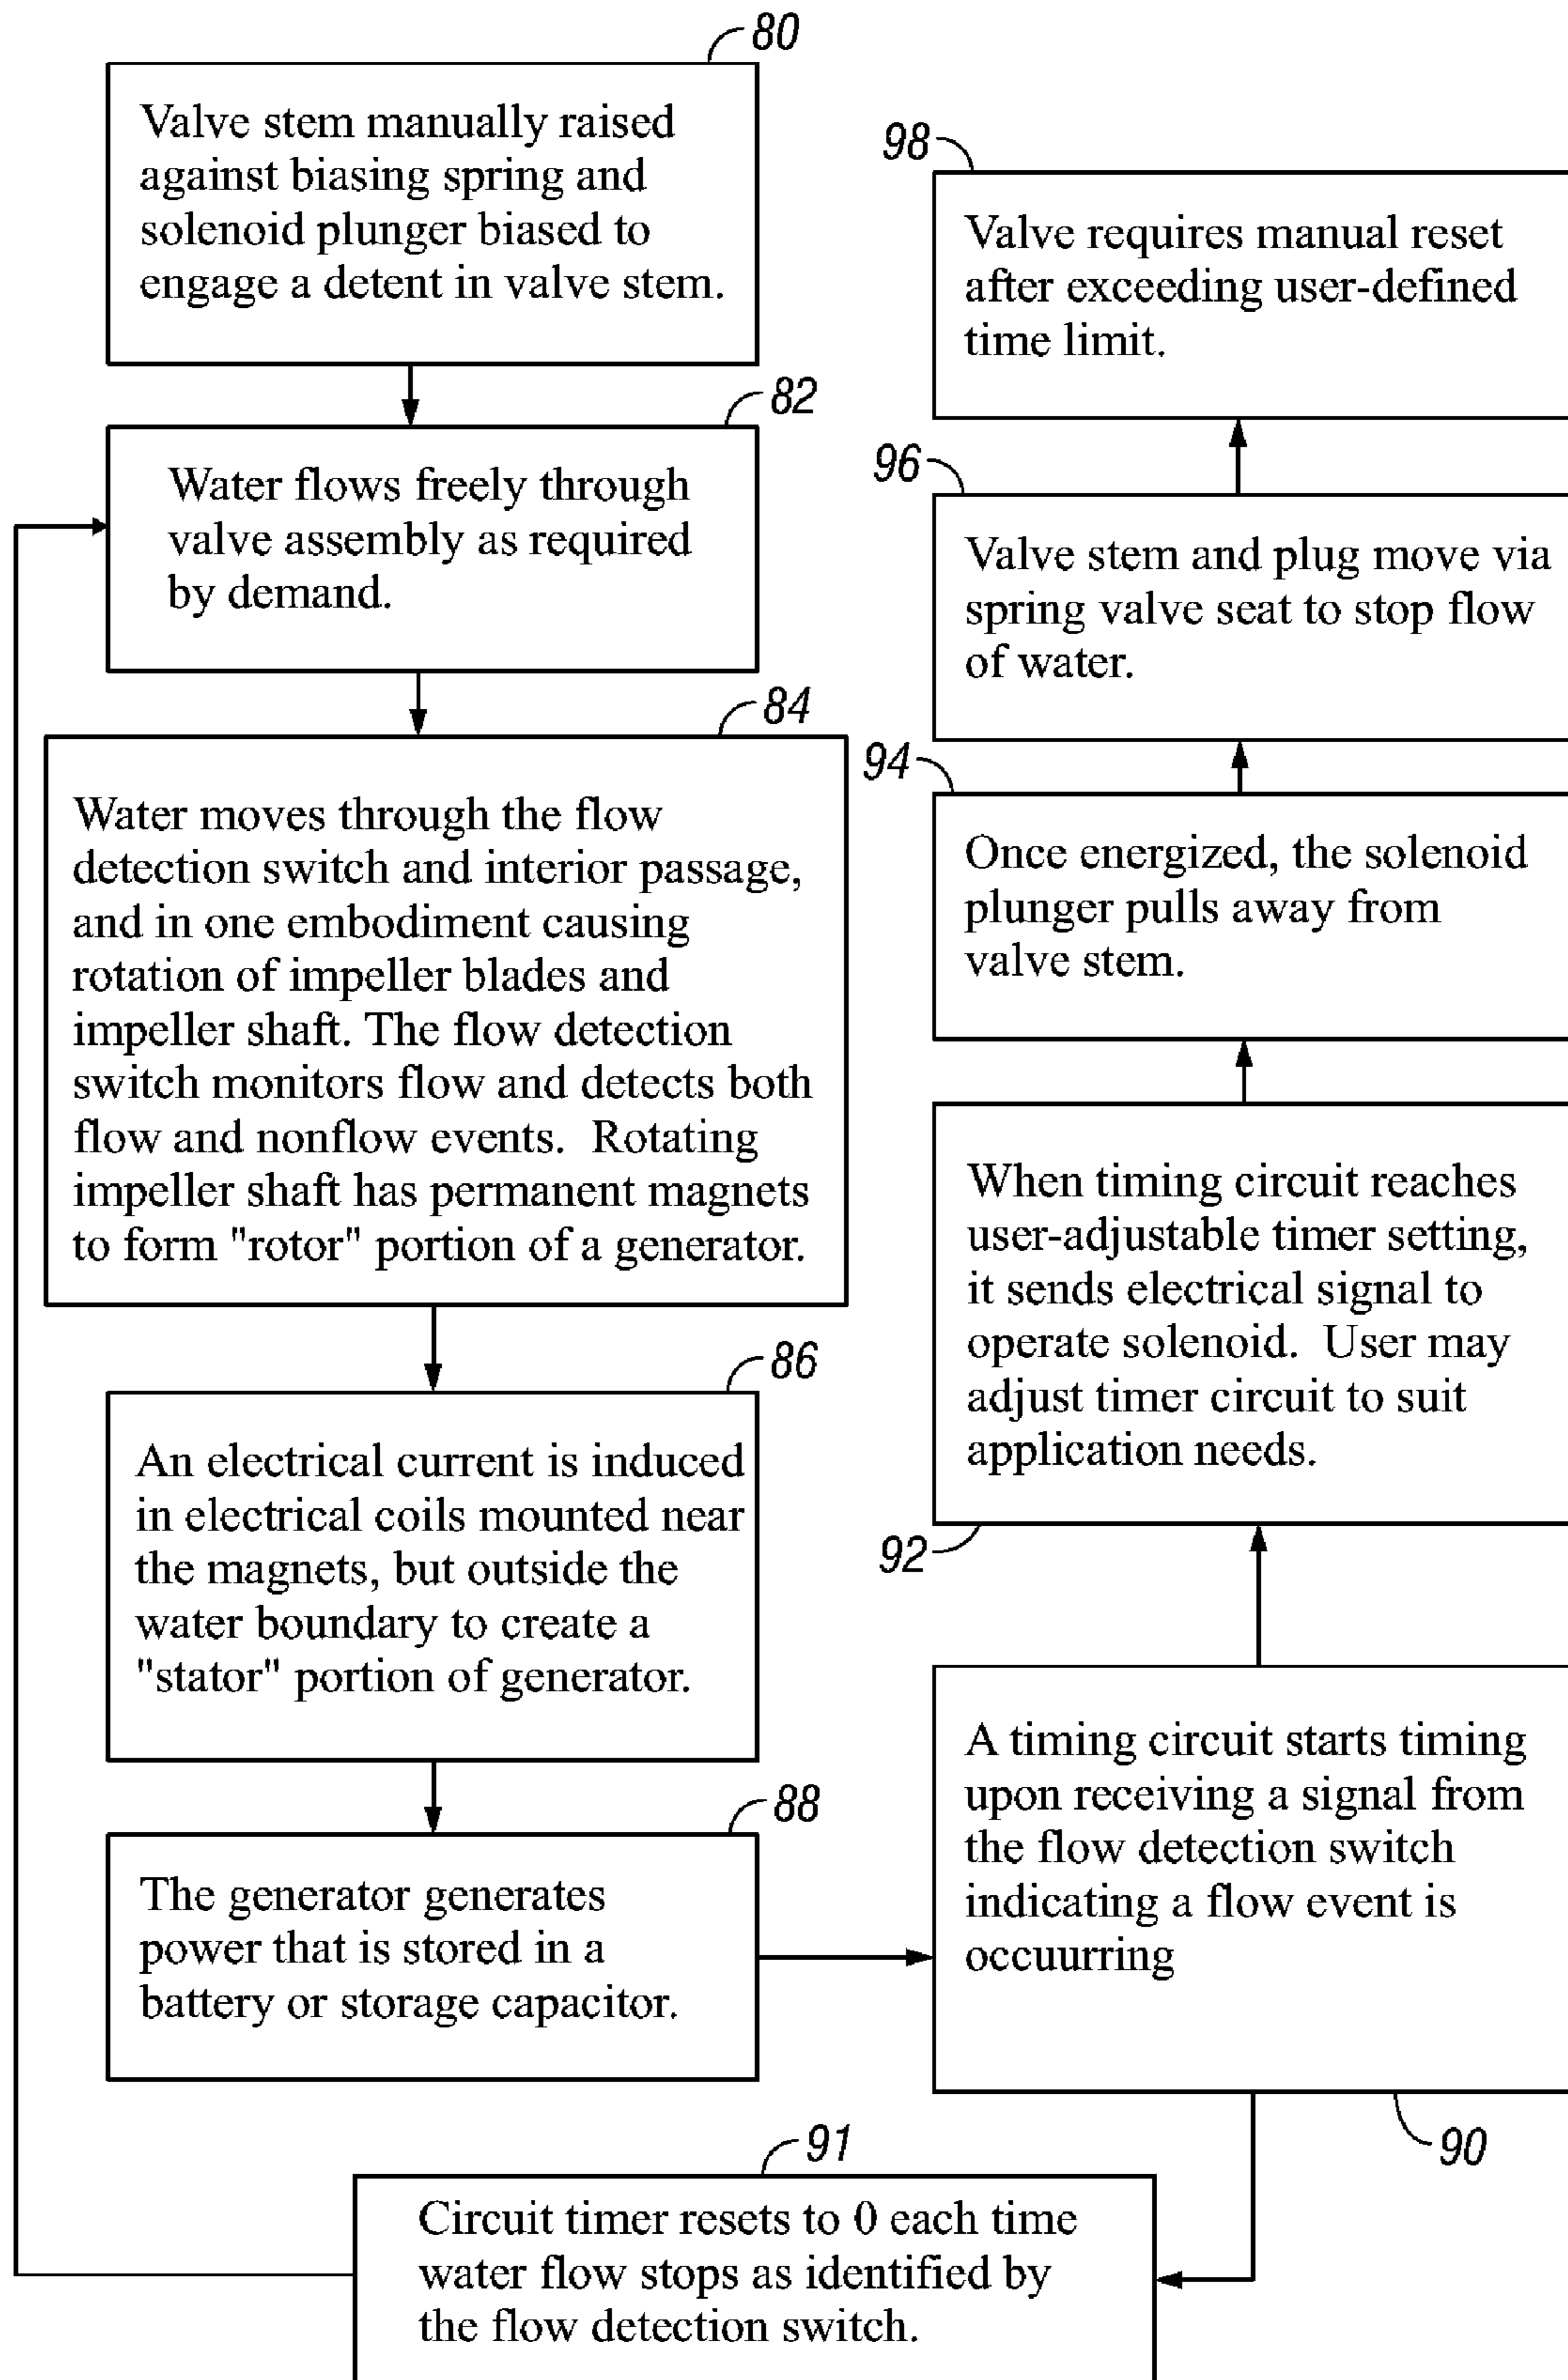 80
Valve stem manually raised
against biasing spring and
solenoid plunger biased to
engage a detent in valve stem.
82
Water flows freely through
valve assembly as required
by demand.
84
Water moves through the flow
detection switch and interior passage,
and in one embodiment causing
rotation of impeller blades and
impeller shaft. The flow detection
switch monitors flow and detects both
flow and nonflow events. Rotating
impeller shaft has permanent magnets
to form "rotor" portion of a generator.
86
An electrical current is induced
in electrical coils mounted near
the magnets, but outside the
water boundary to create a
"stator" portion of generator.
88
The generator generates
power that is stored in a
battery or storage capacitor.
90
A timing circuit starts timing
upon receiving a signal from
the flow detection switch
indicating a flow event is
occuurring
91
Circuit timer resets to 0 each time
water flow stops as identified by
the flow detection switch.
92
When timing circuit reaches
user-adjustable timer setting,
it sends electrical signal to
operate solenoid. User may
adjust timer circuit to suit
application needs.
94
Once energized, the solenoid
plunger pulls away from
valve stem.
96
Valve stem and plug move via
spring valve seat to stop flow
of water.
98
Valve requires manual reset
after exceeding user-defined
time limit.